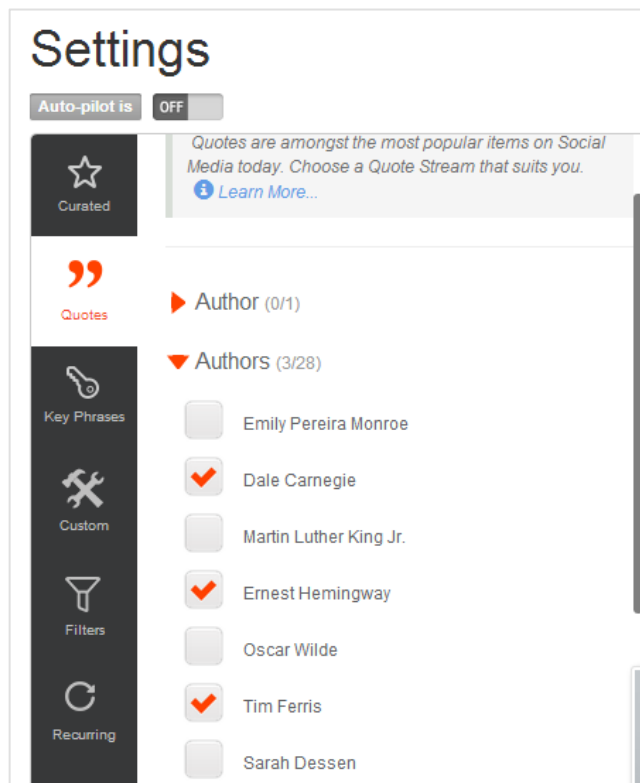 Settings
Auto-pilot is OFF
Quotes are amongst the most popular items on Social
Media today. Choose a Quote Stream that suits you.
Learn More...
Curated
Quotes
Key Phrases
Custom
Filters
Recurring
Author (0/1)
Authors (3/28)
Emily Pereira Monroe
Dale Carnegie
Martin Luther King Jr.
Ernest Hemingway
Oscar Wilde
Tim Ferris
Sarah Dessen